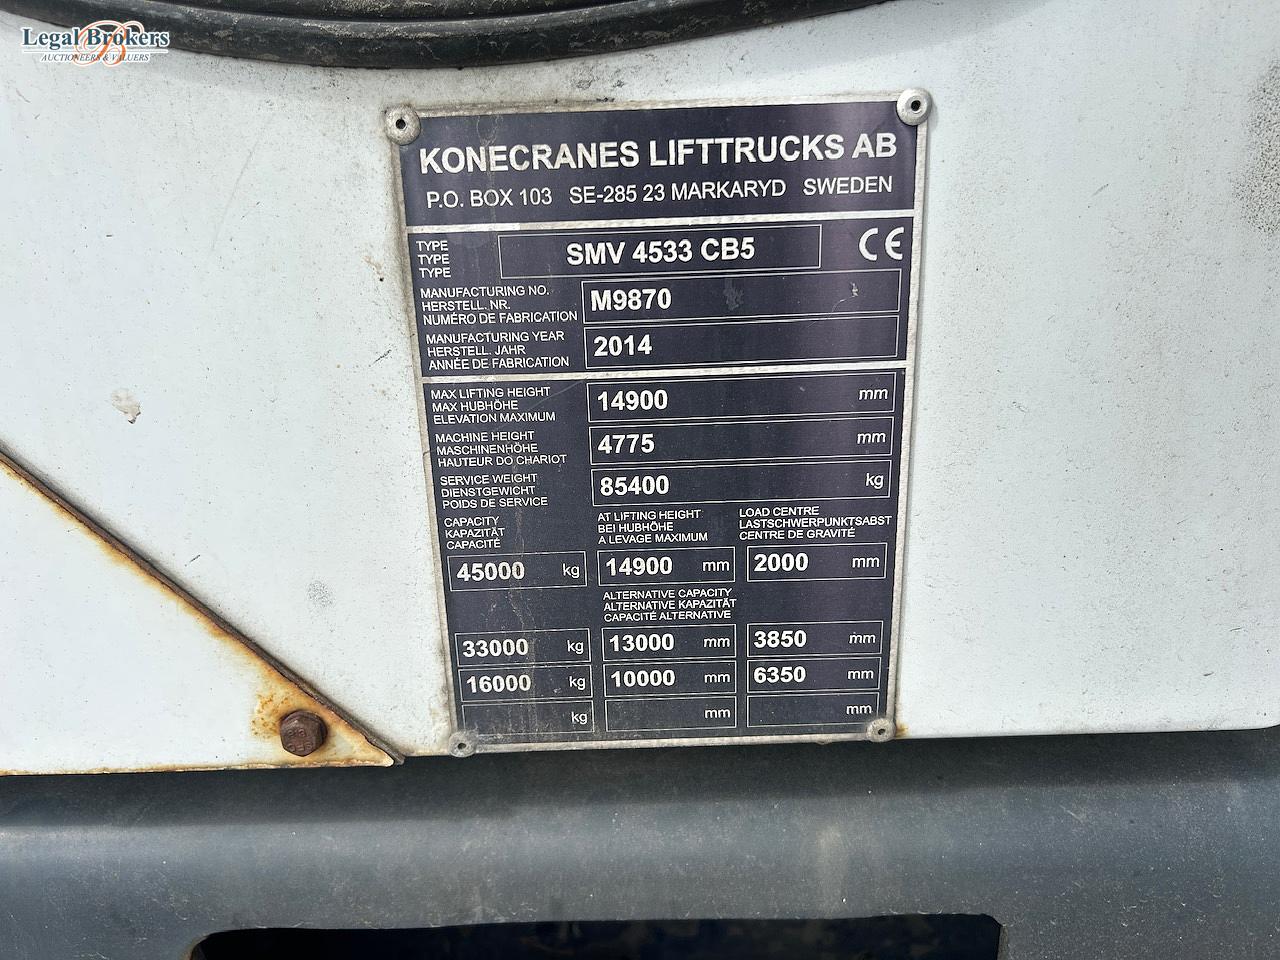 Legal Brokers
AUCTIONEERS & VALUERS
KONECRANES LIFTTRUCKS AB
P.O. BOX 103 SE-285 23 MARKARYD SWEDEN
TYPE
TYPE
TYPE
SMV 4533 CB5
CE
MANUFACTURING NO.
HERSTELL. NR.
NUMÉRO DE FABRICATION
M9870
MANUFACTURING YEAR
HERSTELL. JAHR
ANNÉE DE FABRICATION
2014
MAX LIFTING HEIGHT
MAX HUBHÖHE
ELEVATION MAXIMUM
14900 mm
MACHINE HEIGHT
MASCHINENHÖHE
HAUTEUR DO CHARIOT
4775 mm
SERVICE WEIGHT
DIENSTGEWICHT
POIDS DE SERVICE
85400 kg
CAPACITY
KAPAZITÄT
CAPACITÉ
AT LIFTING HEIGHT
BEI HUBHÖHE
A LEVAGE MAXIMUM
LOAD CENTRE
LASTSCHWERPUNKTSABST
CENTRE DE GRAVITÉ
45000 kg 14900 mm 2000 mm
ALTERNATIVE CAPACITY
ALTERNATIVE KAPAZITÄT
CAPACITÉ ALTERNATIVE
33000 kg 13000 mm 3850 mm
16000 kg 10000 mm 6350 mm
kg mm mm